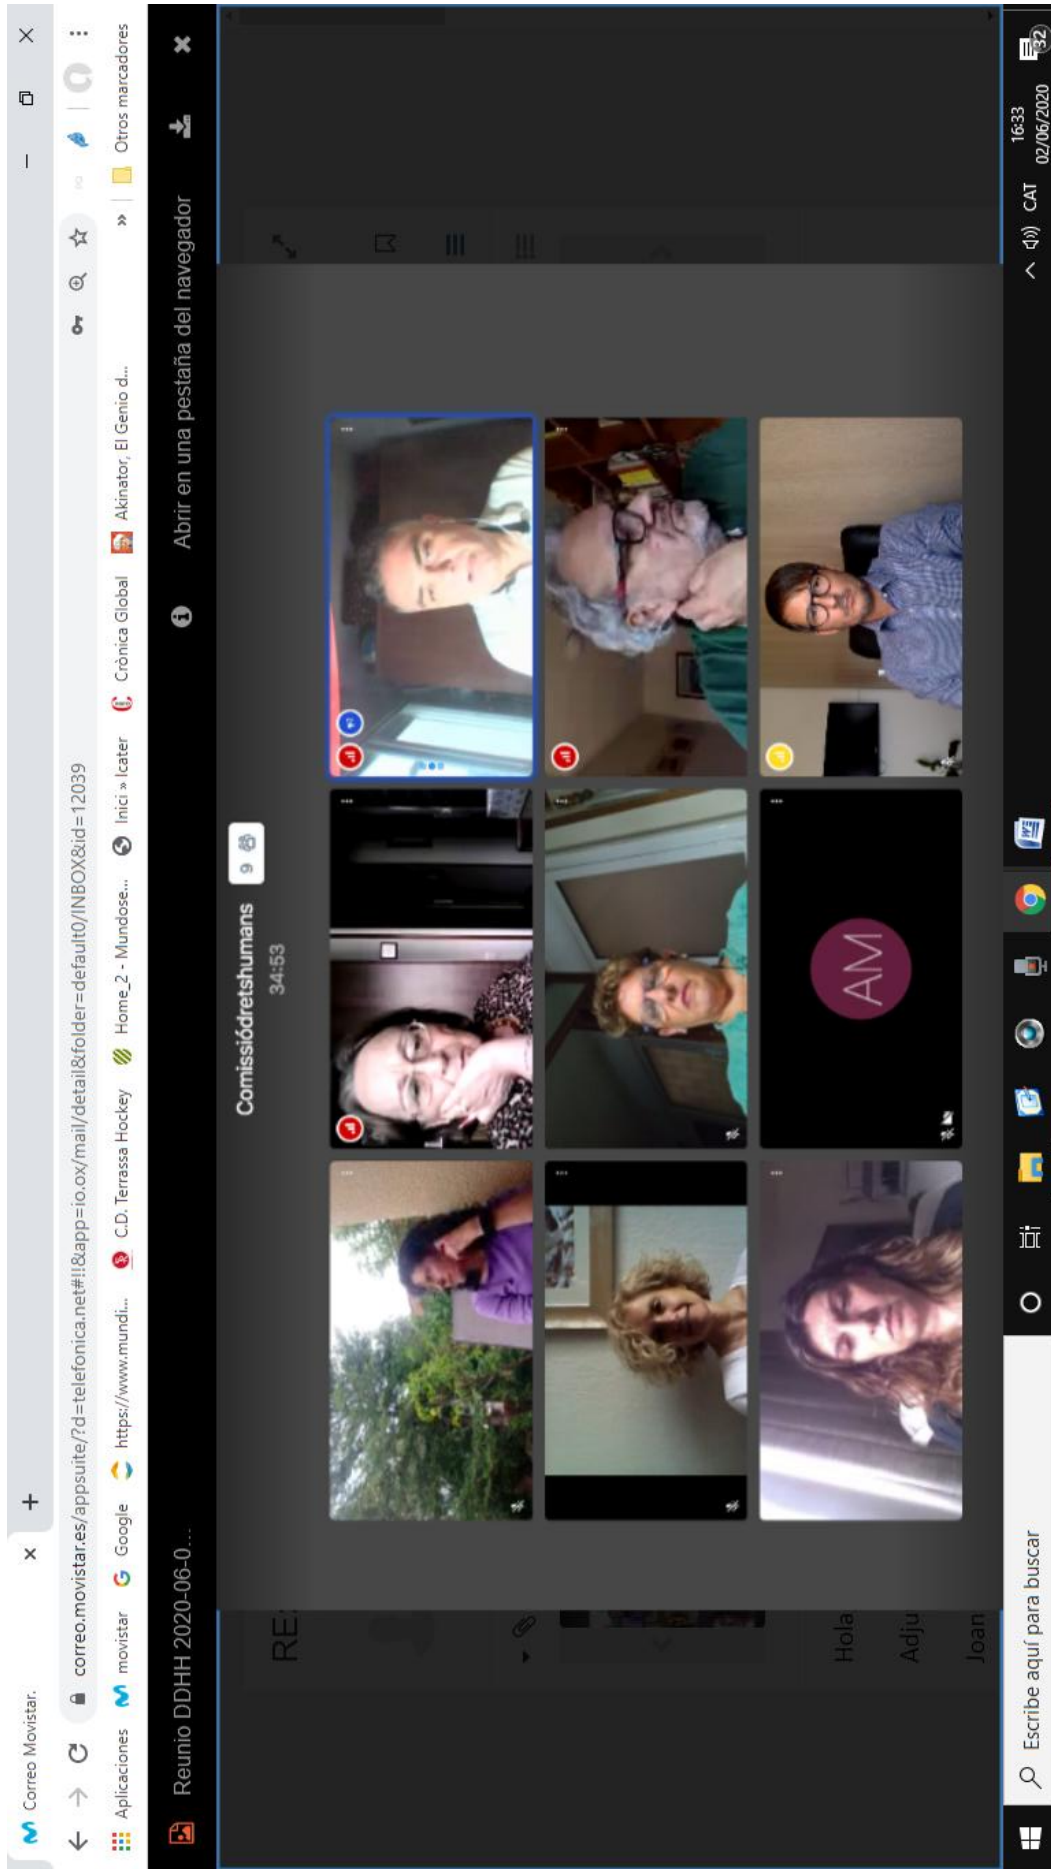 Correo Movistar.
correo.movistar.es/appsuite/?d=telefonica.net#!!&app=io.ox/mail/detail&folder=default0/INBOX&id=12039
Aplicaciones
movistar
Google
https://www.mundi...
C.D. Terrassa Hockey
Home_2 - Mundose...
Inici » Icater
Crònica Global
Akinator, El Genio d...
»
Otros marcadores
Reunio DDHH 2020-06-0...
Abrir en una pestaña del navegador
Comissiódretshumans
9
34:53
AM
RE:
Hola
Adju
Joan
Escribe aquí para buscar
CAT
16:33
02/06/2020
32